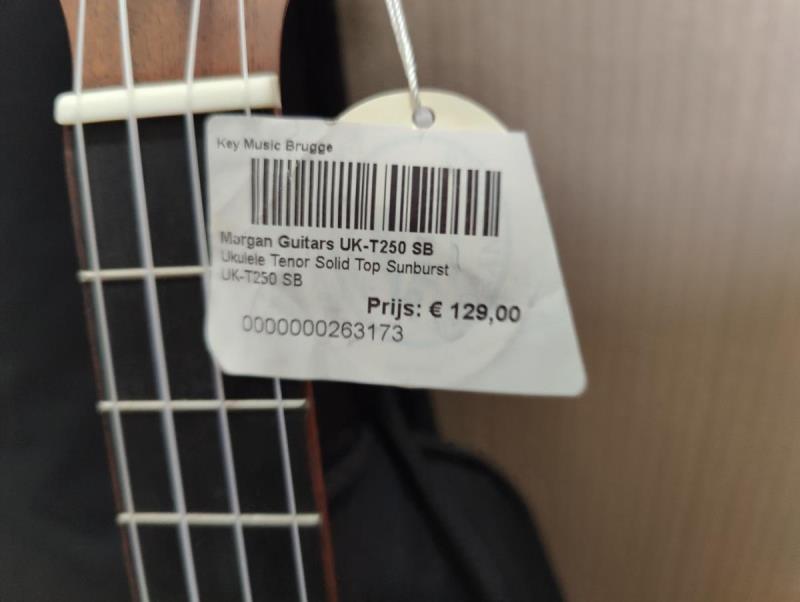 Key Music Brugge
Morgan Guitars UK-T250 SB
Ukulele Tenor Solid Top Sunburst
UK-T250 SB
Prijs: € 129,00
0000000263173